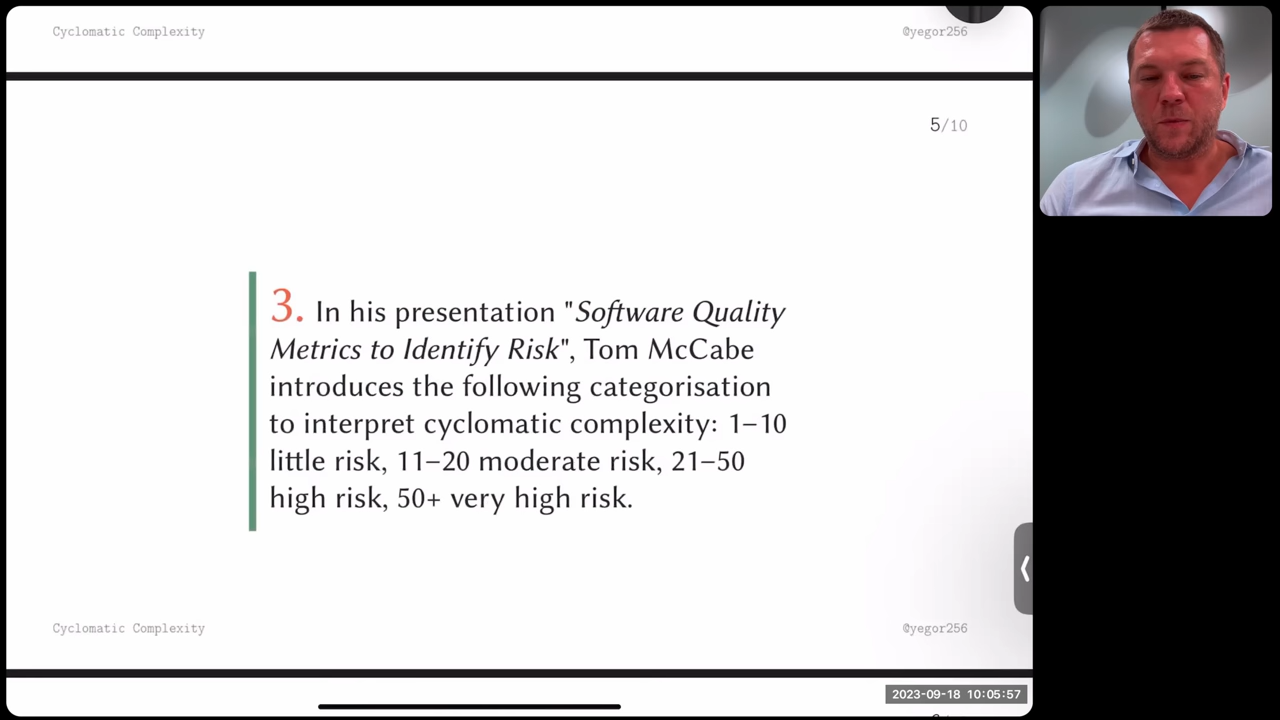 Cyclomatic Complexity
@yegor256
5/10
3. In his presentation "Software Quality
Metrics to Identify Risk", Tom McCabe
introduces the following categorisation
to interpret cyclomatic complexity: 1–10
little risk, 11–20 moderate risk, 21–50
high risk, 50+ very high risk.
Cyclomatic Complexity
@yegor256
2023-09-18 10:05:57